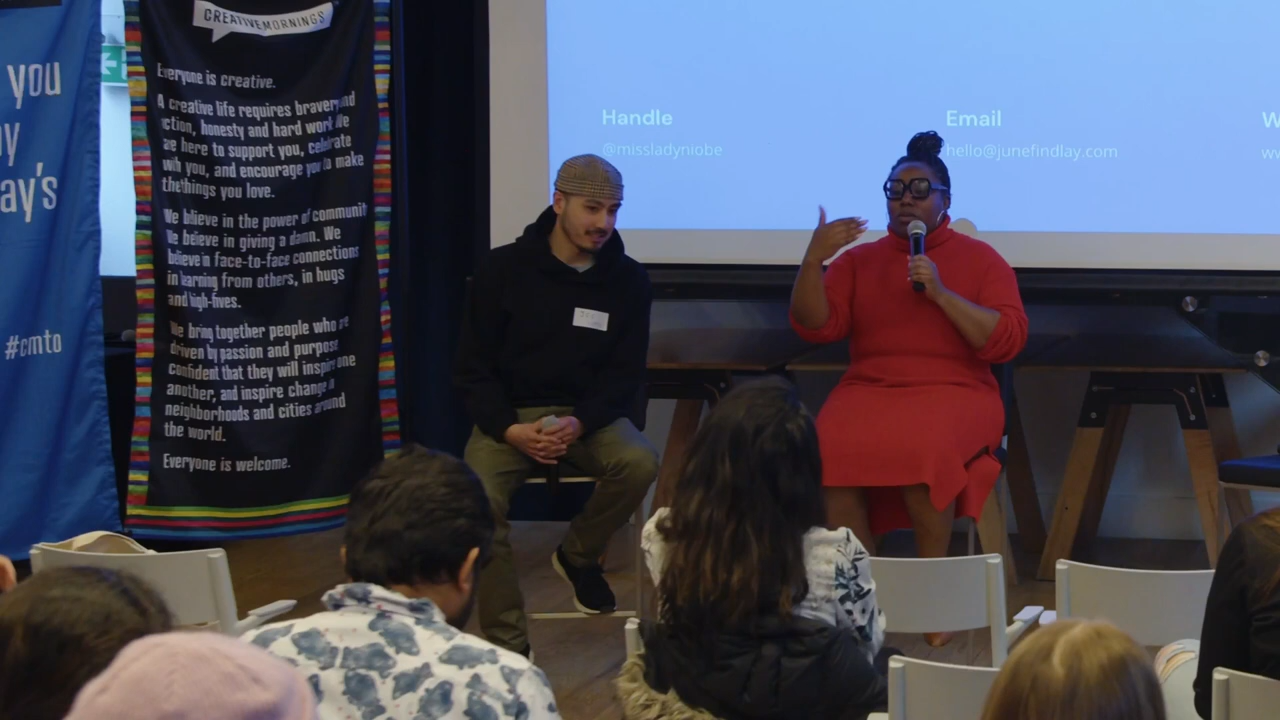 you
by
ay's
#cmto
CREATIVEMORNINGS
Everyone is creative.
A creative life requires bravery and
action, honesty and hard work. We
are here to support you, celebrate
with you, and encourage you to make
the things you love.
We believe in the power of communit
We believe in giving a damn. We
believe in face-to-face connections
in learning from others, in hugs
and high-fives.
We bring together people who are
driven by passion and purpose
confident that they will inspire one
another, and inspire change in
neighborhoods and cities around
the world.
Everyone is welcome.
Handle
@missladyniobe
Email
hello@junefindlay.com
W
ww